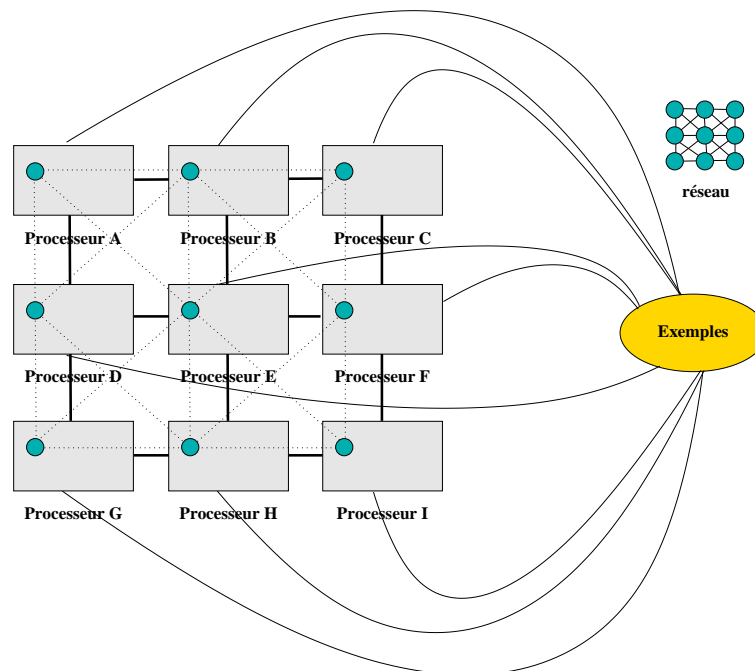 réseau
Processeur A
Processeur B
Processeur C
Exemples
Processeur D
Processeur E
Processeur F
Processeur G
Processeur H
Processeur I